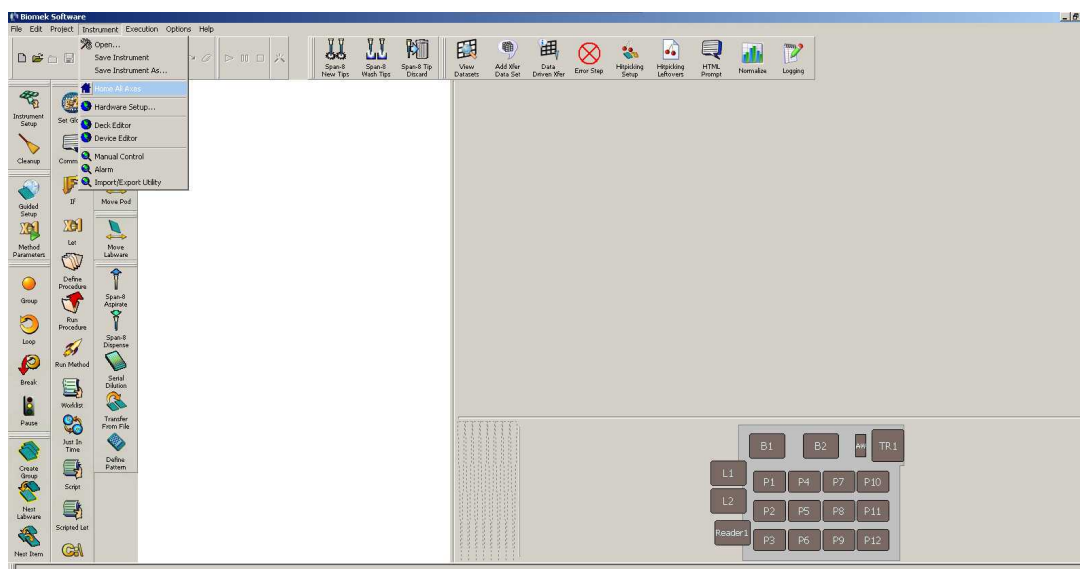 Biomek Software
File Edit Project Instrument Execution Options Help
Open...
Save Instrument
Save Instrument As...
Home All Axes
Hardware Setup...
Deck Editor
Device Editor
Manual Control
Alarm
Import/Export Utility
Span-8
New Tips
Span-8
Wash Tips
Span-8 Tip
Discard
View
Datasets
Add Xfer
Data Set
Data
Driven Xfer
Error Step
Hitpicking
Setup
Hitpicking
Leftovers
HTML
Prompt
Normalize
Logging
Instrument
Setup
Cleanup
Guided
Setup
Method
Parameters
Group
Loop
Break
Pause
Create
Group
Nest
Labware
Nest Item
Set Glo
Comm
IF
Let
Define
Procedure
Run
Procedure
Run Method
Worklist
Just In
Time
Script
Scripted Let
C:\
Move Pod
Move
Labware
Span-8
Aspirate
Span-8
Dispense
Serial
Dilution
Transfer
From File
Define
Pattern
B1 B2 AW TR1
L1 P1 P4 P7 P10
L2 P2 P5 P8 P11
Reader1 P3 P6 P9 P12